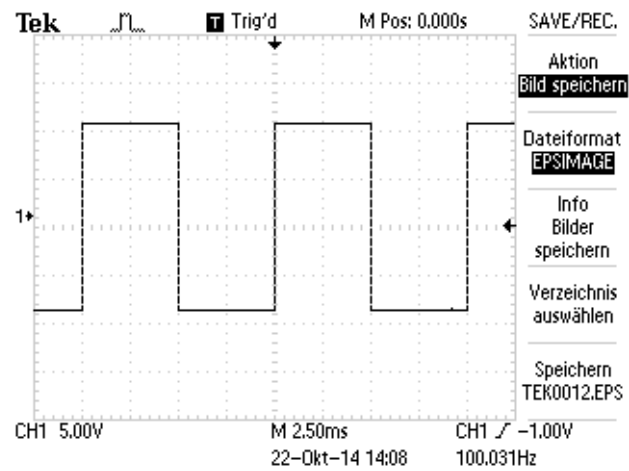 Tek T Trig'd M Pos: 0.000s SAVE/REC.
Aktion
Bild speichern
Dateiformat
EPSIMAGE
Info
Bilder
speichern
1
Verzeichnis
auswählen
Speichern
TEK0012.EPS
CH1 5.00V M 2.50ms CH1 -1.00V
22-Okt-14 14:08 100.031Hz